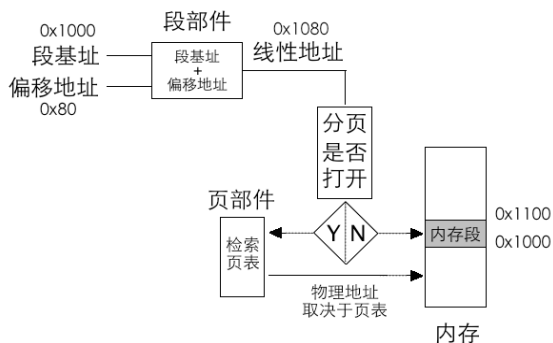 段部件
0x1000
段基址
偏移地址
0x80
段基址
+
偏移地址
0x1080
线性地址
分页
是否
打开
页部件
Y N
检索
页表
物理地址
取决于页表
内存段
0x1100
0x1000
内存